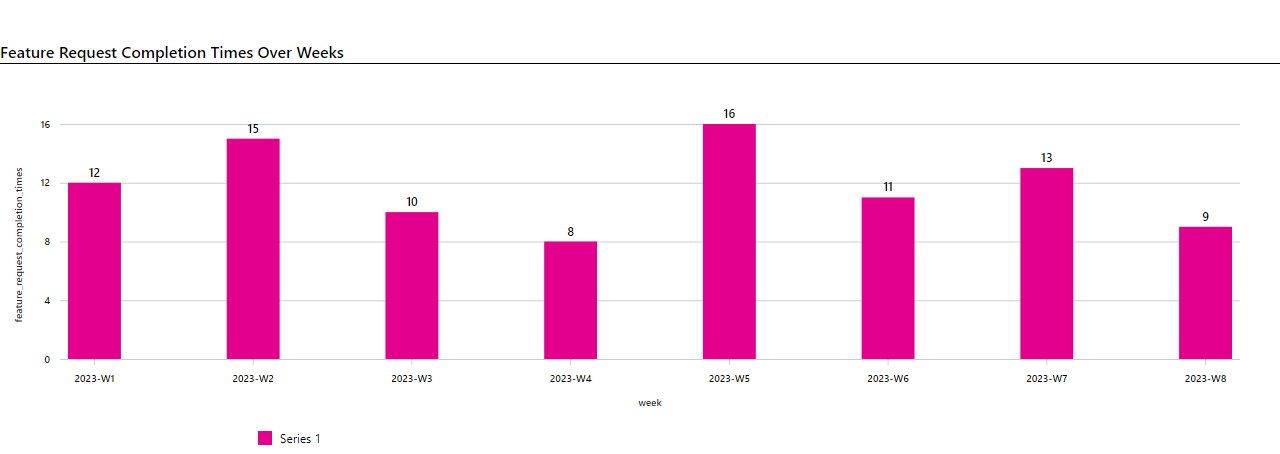 Feature Request Completion Times Over Weeks
16
12
8
4
0
feature_request_completion_times
12
15
10
8
16
11
13
9
2023-W1 2023-W2 2023-W3 2023-W4 2023-W5 2023-W6 2023-W7 2023-W8
week
Series 1